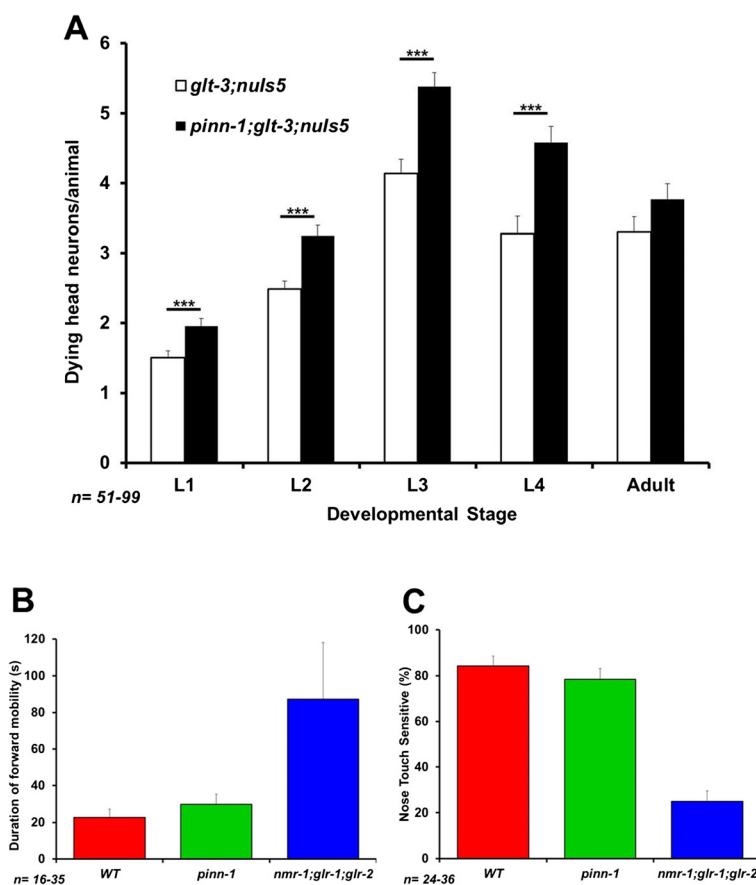 A
6
5
4
3
2
1
0
Dying head neurons/animal
glt-3;nuIs5
pinn-1;glt-3;nuIs5
***
***
***
***
L1 L2 L3 L4 Adult
n= 51-99
Developmental Stage
B
120
100
80
60
40
20
0
Duration of forward mobility (s)
WT pinn-1 nmr-1;glr-1;glr-2
n= 16-35
C
100
80
60
40
20
0
Nose Touch Sensitive (%)
WT pinn-1 nmr-1;glr-1;glr-2
n= 24-36